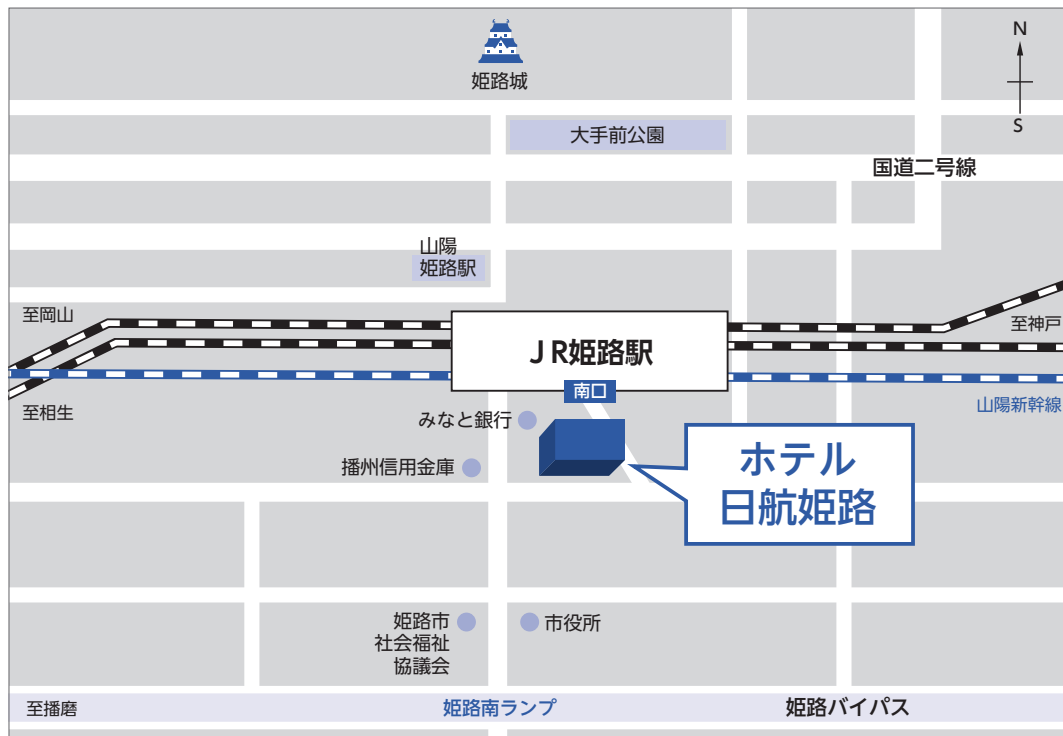 N
S
姫路城
大手前公園
国道二号線
山陽
姫路駅
至岡山
至神戸
JR姫路駅
南口
至相生
山陽新幹線
みなと銀行
播州信用金庫
ホテル
日航姫路
姫路市
社会福祉
協議会
市役所
至播磨
姫路南ランプ
姫路バイパス